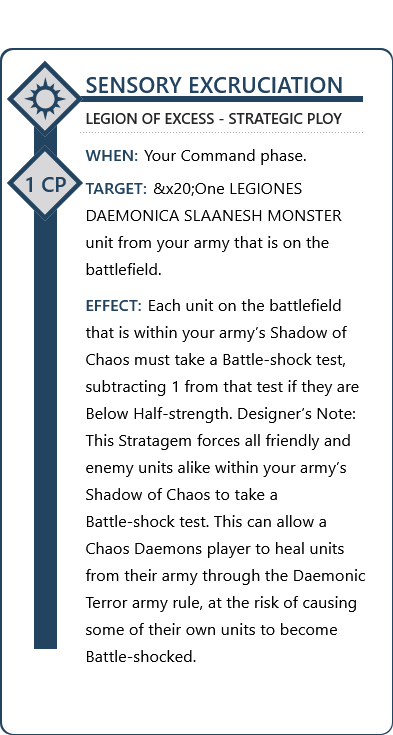 SENSORY EXCRUCIATION
LEGION OF EXCESS - STRATEGIC PLOY
1 CP
WHEN: Your Command phase.
TARGET: &x20;One LEGIONES
DAEMONICA SLAANESH MONSTER
unit from your army that is on the
battlefield.
EFFECT: Each unit on the battlefield
that is within your army’s Shadow of
Chaos must take a Battle-shock test,
subtracting 1 from that test if they are
Below Half-strength. Designer’s Note:
This Stratagem forces all friendly and
enemy units alike within your army’s
Shadow of Chaos to take a
Battle-shock test. This can allow a
Chaos Daemons player to heal units
from their army through the Daemonic
Terror army rule, at the risk of causing
some of their own units to become
Battle-shocked.